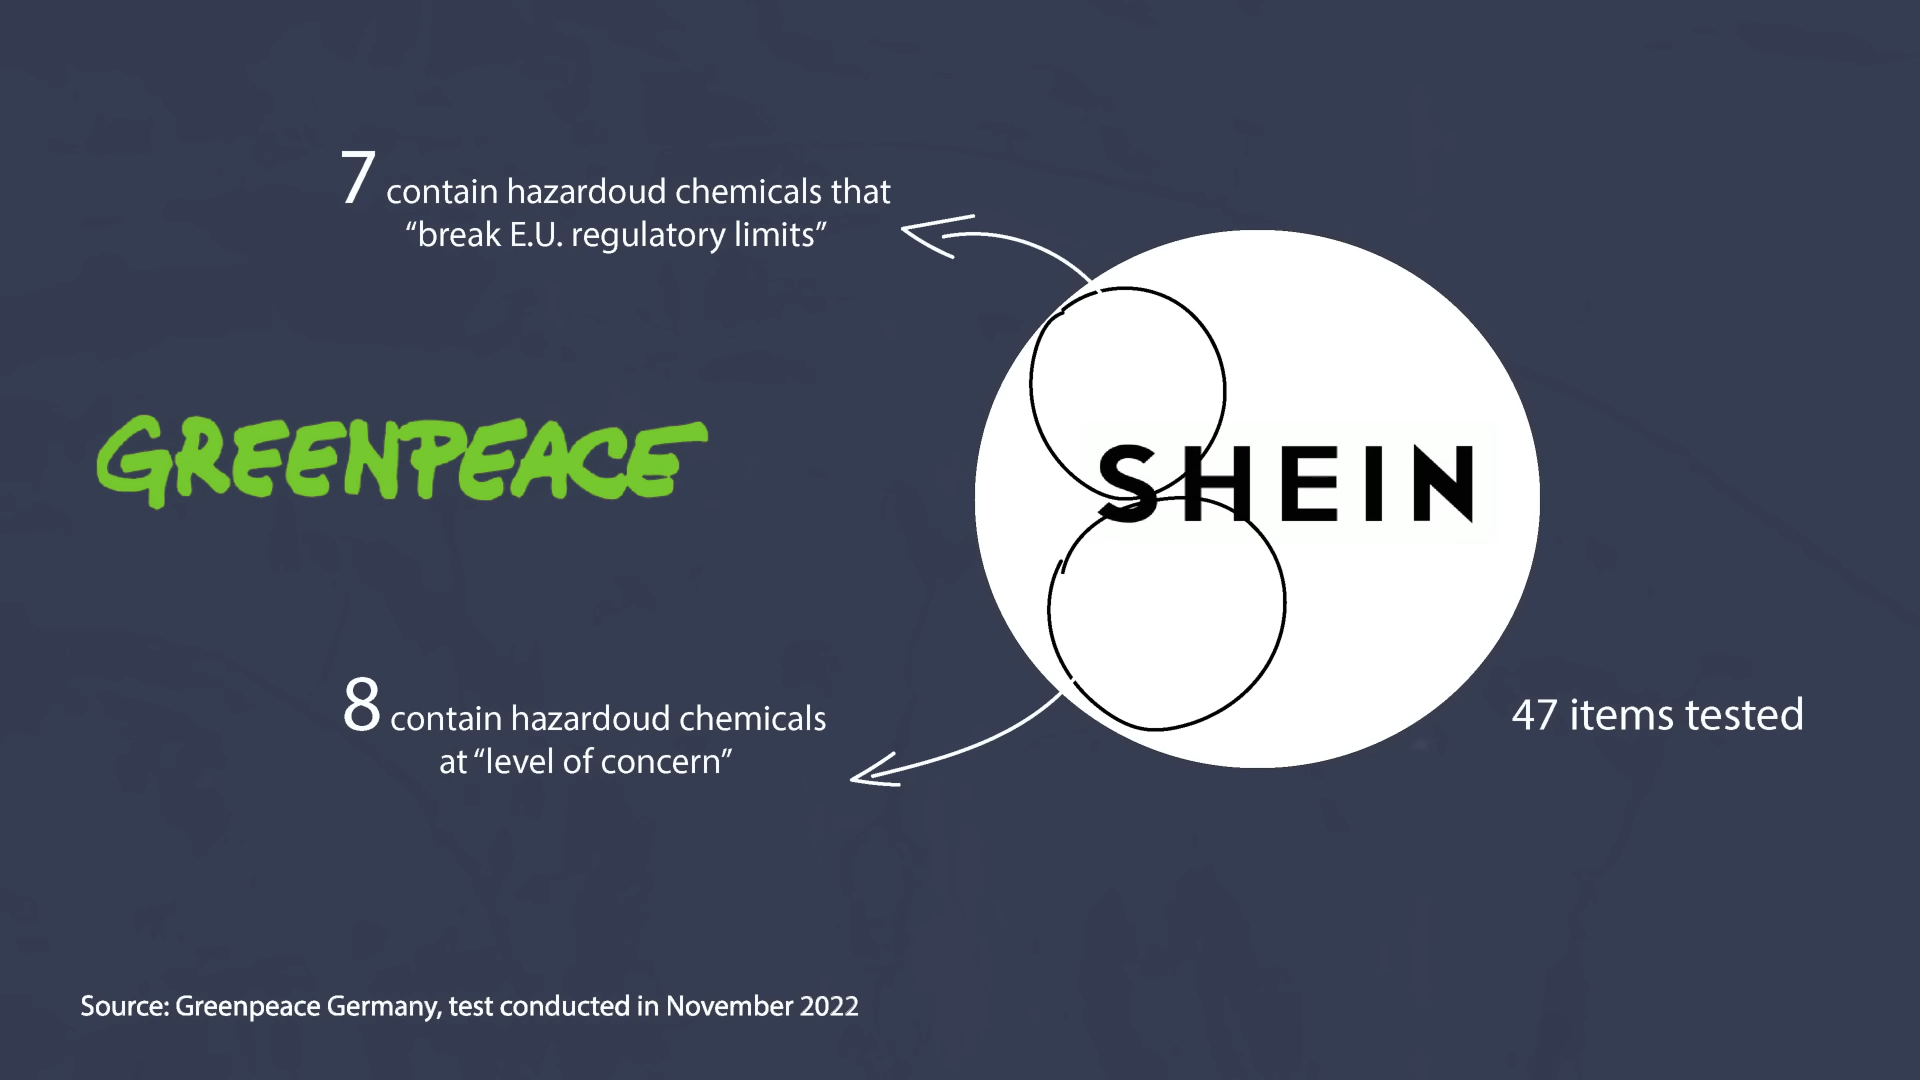 7 contain hazardoud chemicals that
“break E.U. regulatory limits”
GREENPEACE
SHEIN
8 contain hazardoud chemicals
at “level of concern”
47 items tested
Source: Greenpeace Germany, test conducted in November 2022